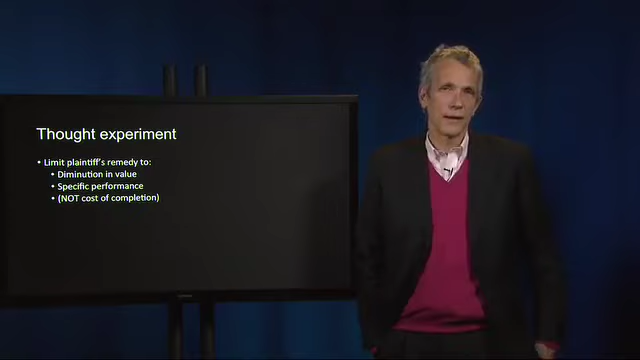 Thought experiment
• Limit plaintiff's remedy to:
• Diminution in value
• Specific performance
• (NOT cost of completion)